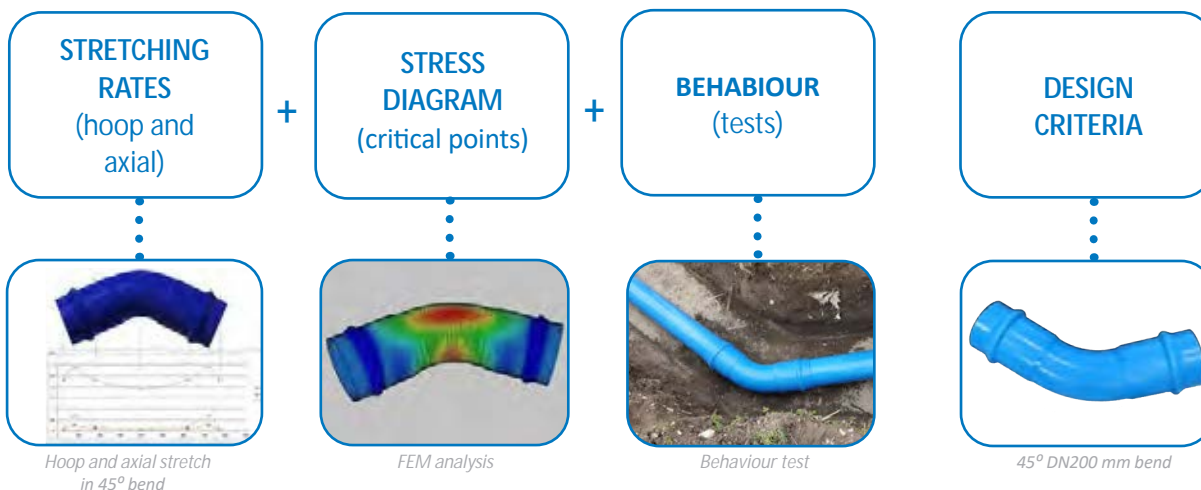 STRETCHING
RATES
(hoop and
axial)
+
STRESS
DIAGRAM
(critical points)
+
BEHABIOUR
(tests)
DESIGN
CRITERIA
Hoop and axial stretch
in 45º bend
FEM analysis
Behaviour test
45º DN200 mm bend